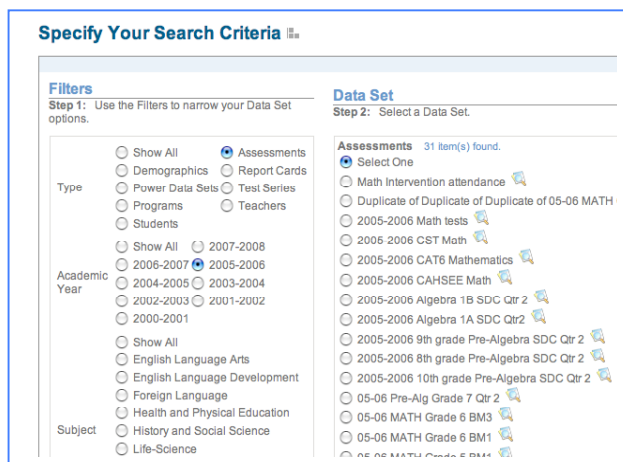 Specify Your Search Criteria
Filters
Step 1: Use the Filters to narrow your Data Set
options.
Type
Show All
Assessments
Demographics
Report Cards
Power Data Sets
Test Series
Programs
Teachers
Students
Academic
Year
Show All
2007-2008
2006-2007
2005-2006
2004-2005
2003-2004
2002-2003
2001-2002
2000-2001
Subject
Show All
English Language Arts
English Language Development
Foreign Language
Health and Physical Education
History and Social Science
Life-Science
Data Set
Step 2: Select a Data Set.
Assessments 31 item(s) found.
Select One
Math Intervention attendance
Duplicate of Duplicate of Duplicate of 05-06 MATH
2005-2006 Math tests
2005-2006 CST Math
2005-2006 CAT6 Mathematics
2005-2006 CAHSEE Math
2005-2006 Algebra 1B SDC Qtr 2
2005-2006 Algebra 1A SDC Qtr2
2005-2006 9th grade Pre-Algebra SDC Qtr 2
2005-2006 8th grade Pre-Algebra SDC Qtr 2
2005-2006 10th grade Pre-Algebra SDC Qtr 2
05-06 Pre-Alg Grade 7 Qtr 2
05-06 MATH Grade 6 BM3
05-06 MATH Grade 6 BM1
05-06 MATH Grade 5 BM1